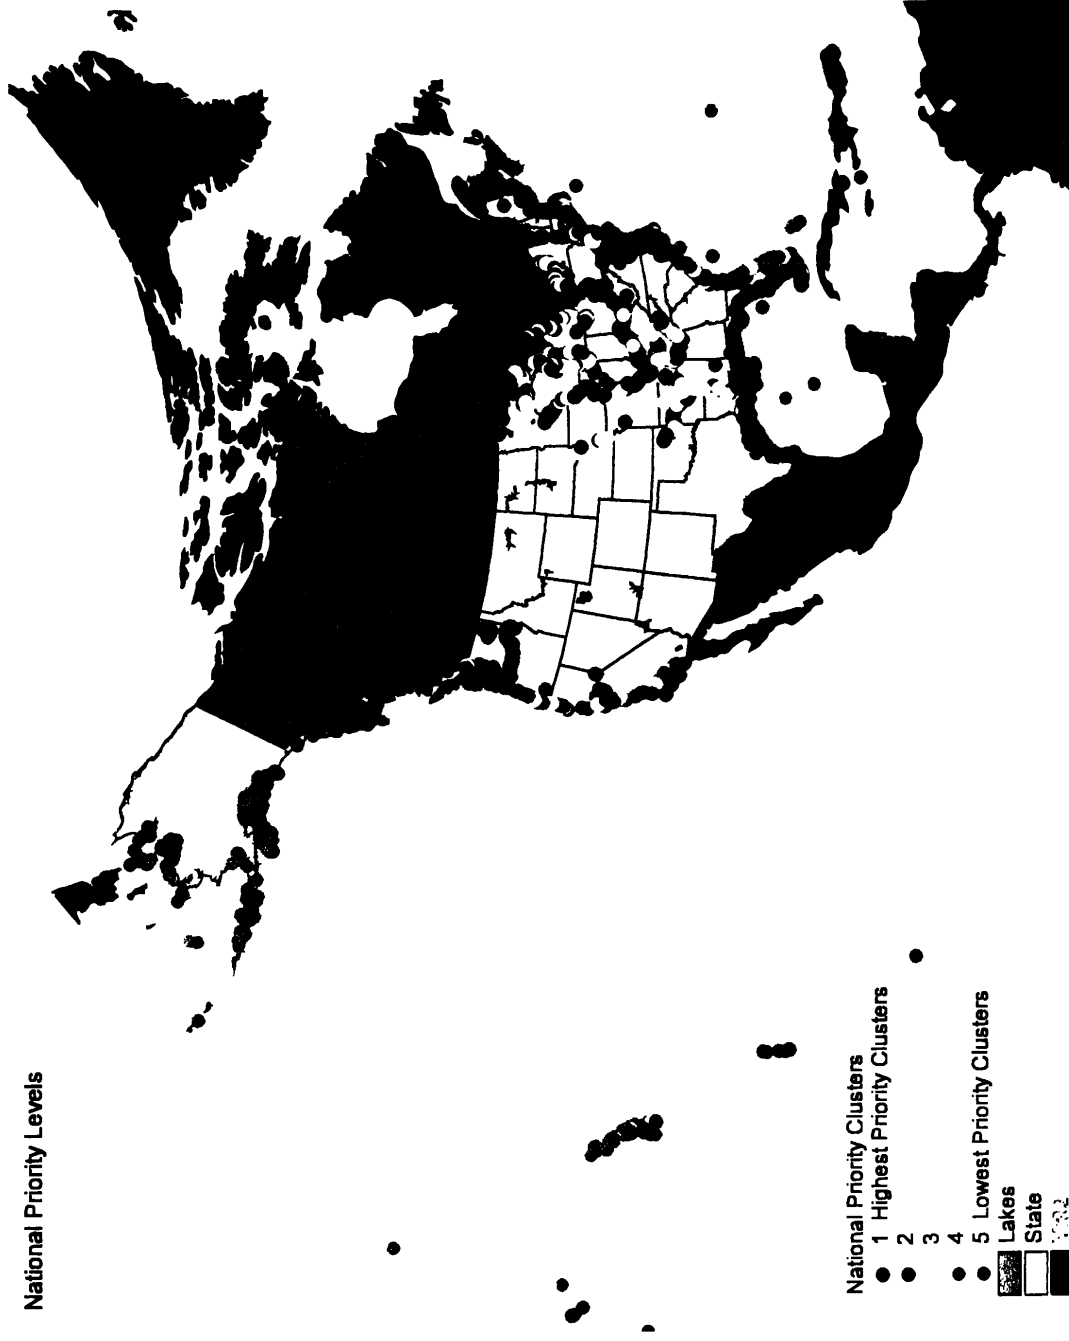 National Priority Levels
National Priority Clusters
1 Highest Priority Clusters
2
3
4
5 Lowest Priority Clusters
Lakes
State